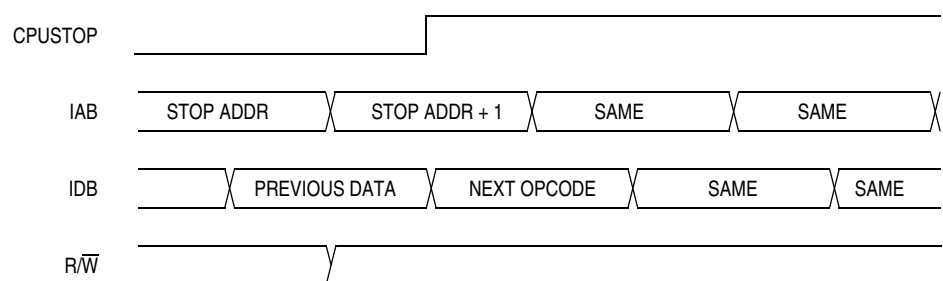 CPUSTOP
IAB STOP ADDR STOP ADDR + 1 SAME SAME
IDB PREVIOUS DATA NEXT OPCODE SAME SAME
R/W̅